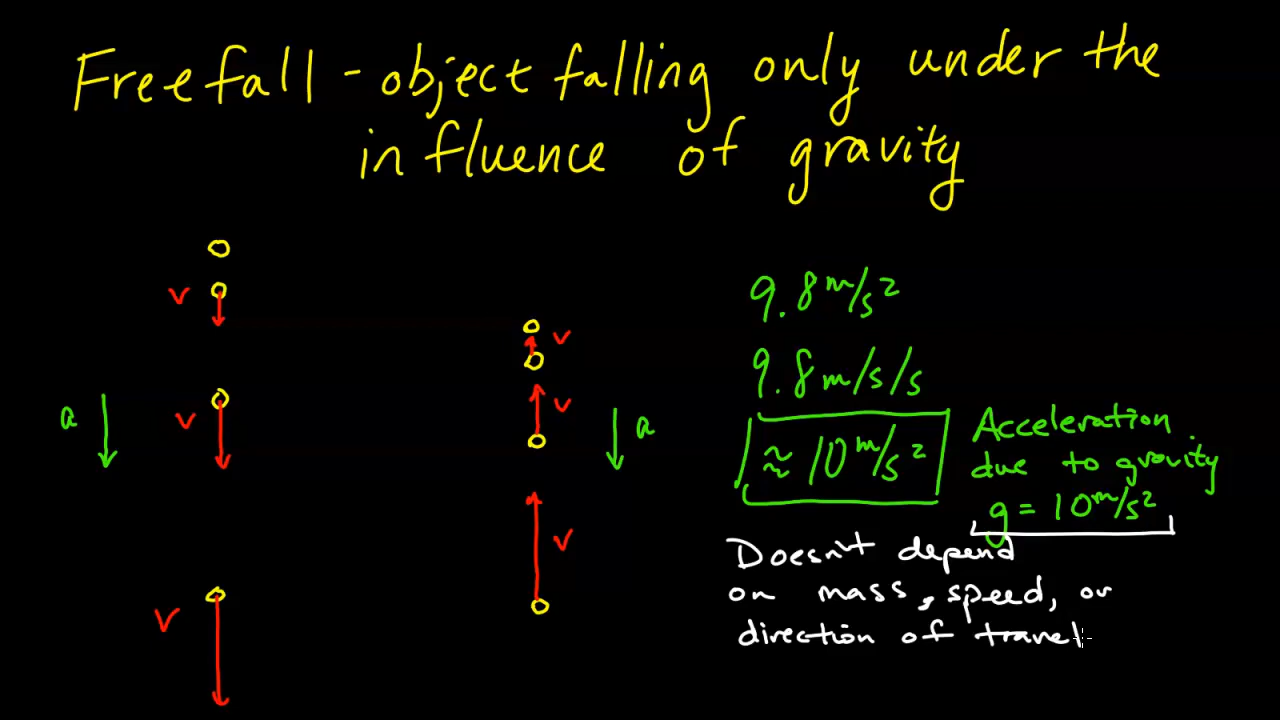 Freefall - object falling only under the
influence of gravity
v
v
a
v
v
v
v
a
9.8 m/s²
9.8 m/s/s
≈ 10 m/s²
Acceleration
due to gravity
g = 10 m/s²
Doesn't depend
on mass, speed, or
direction of travel